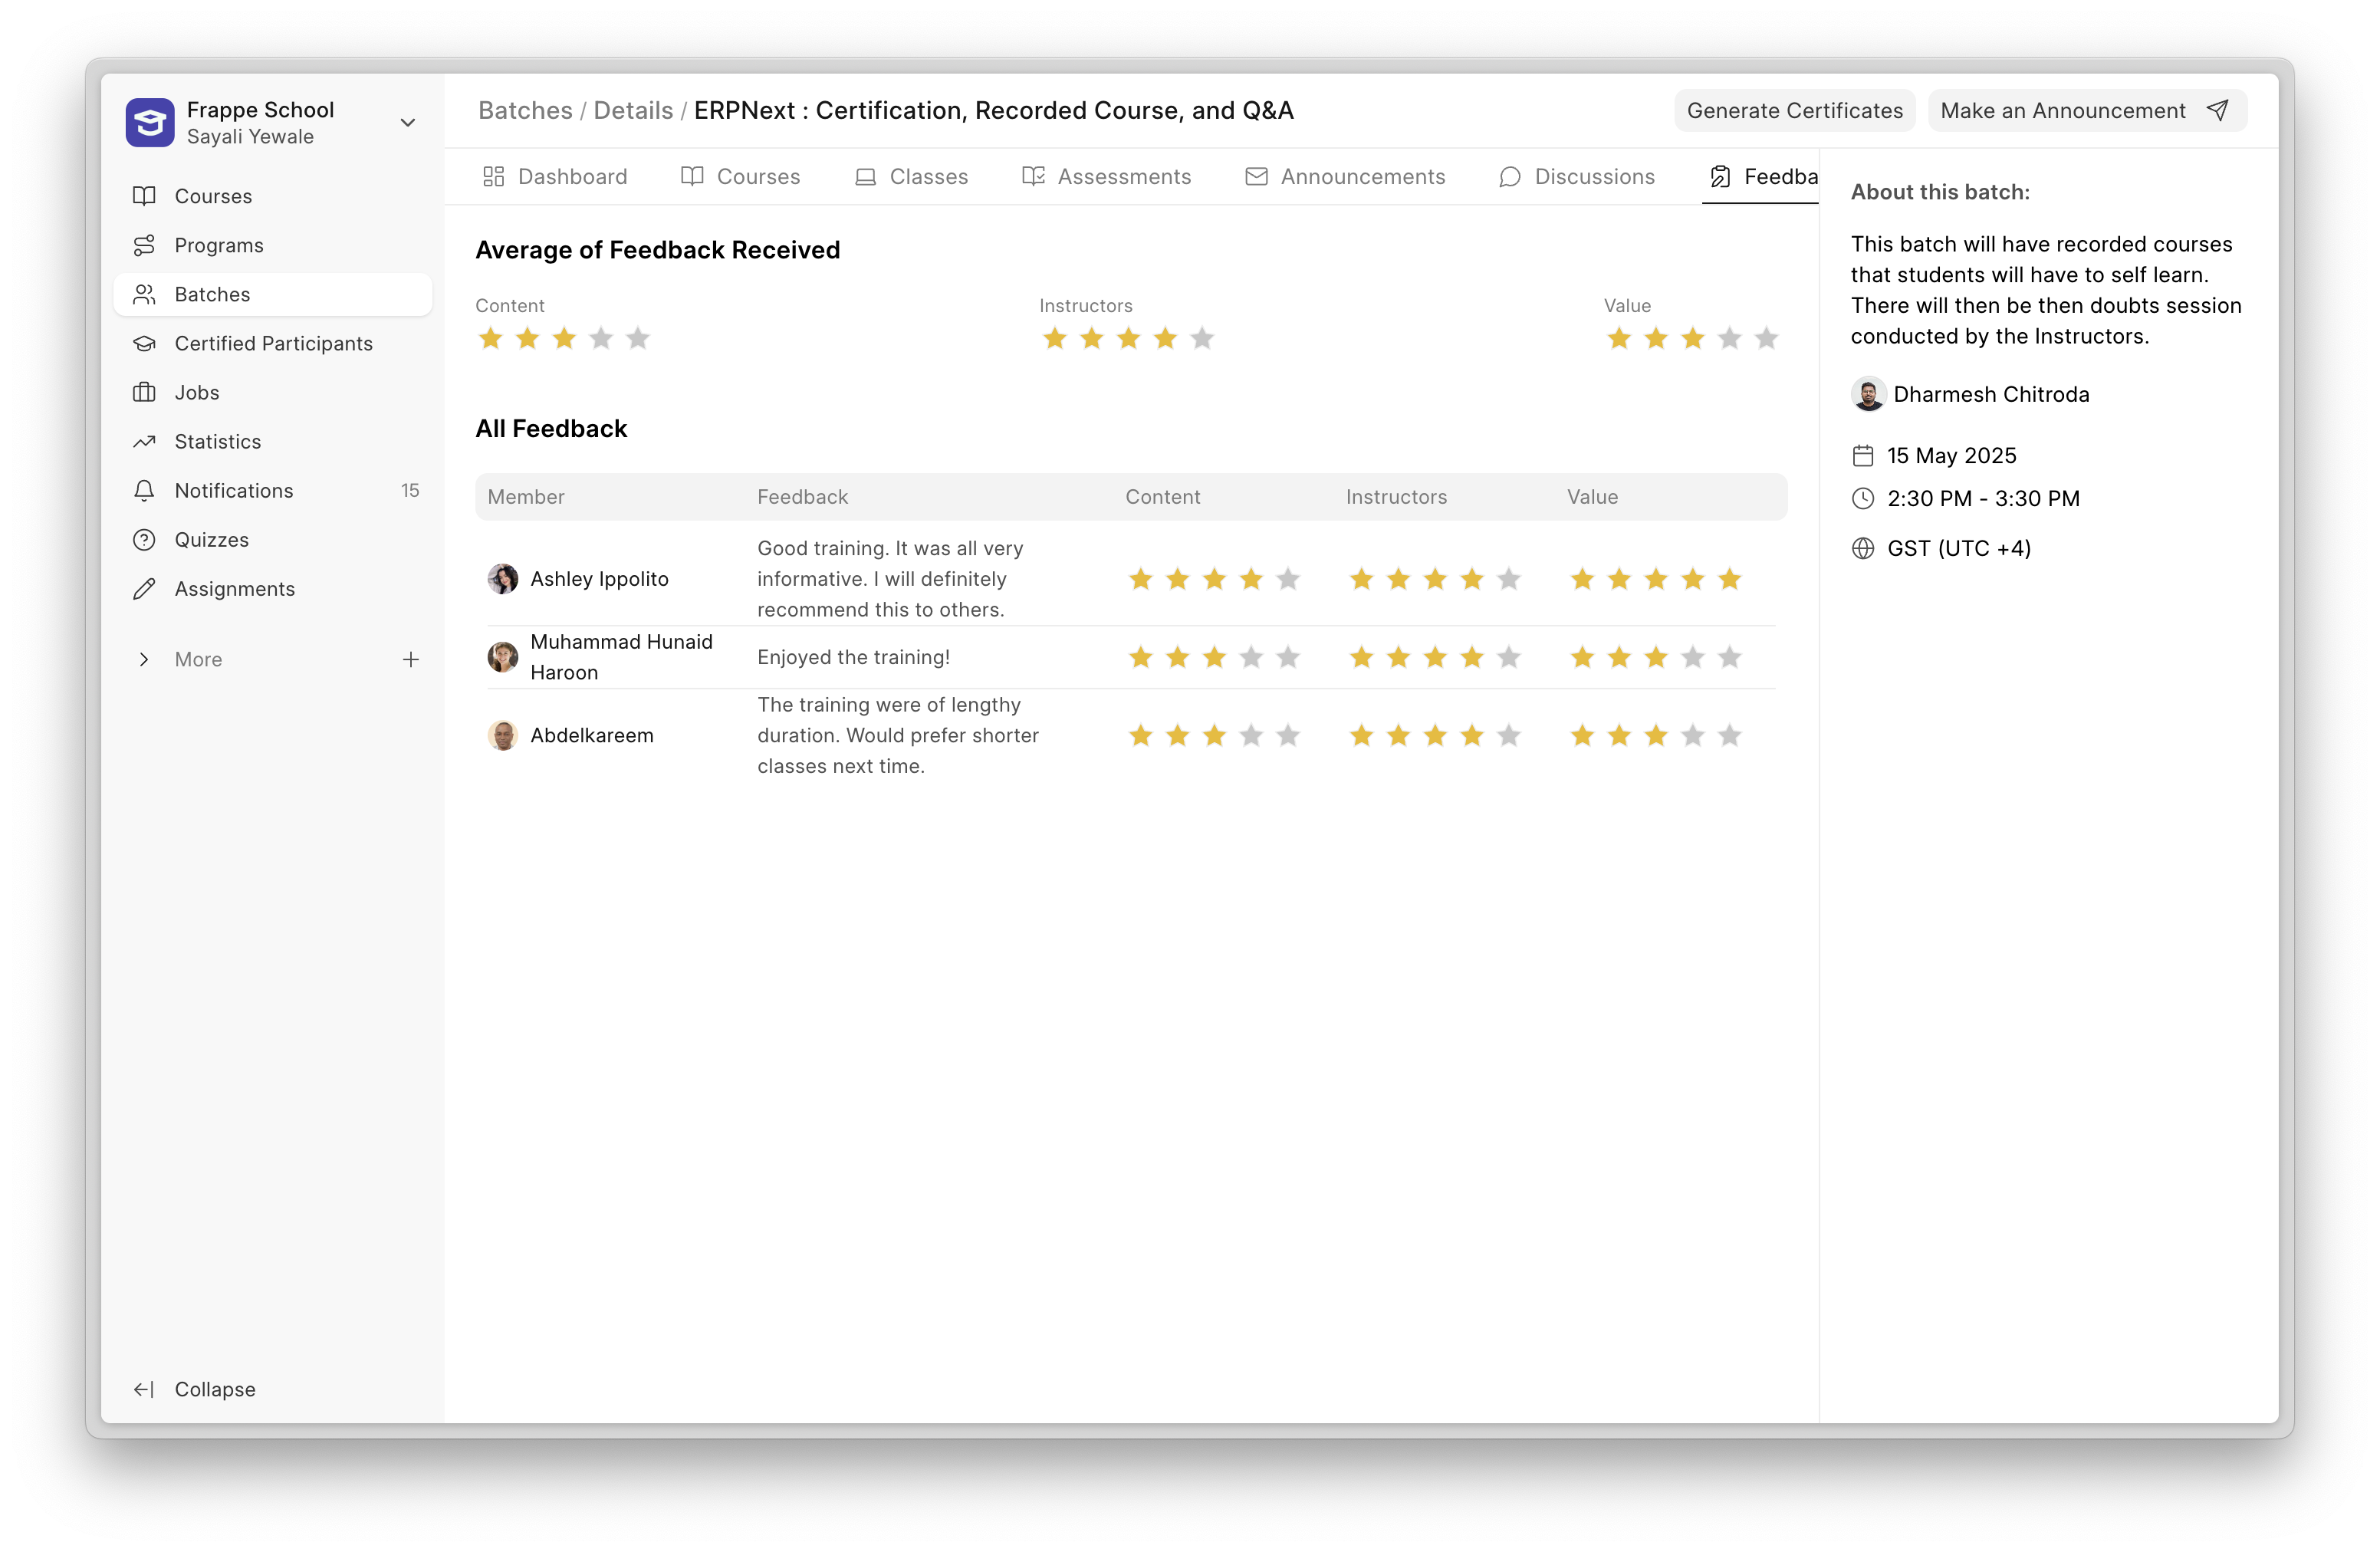 Frappe School
Sayali Yewale
Courses
Programs
Batches
Certified Participants
Jobs
Statistics
Notifications 15
Quizzes
Assignments
More
Collapse
Batches / Details / ERPNext : Certification, Recorded Course, and Q&A
Generate Certificates
Make an Announcement
Dashboard
Courses
Classes
Assessments
Announcements
Discussions
Feedba
Average of Feedback Received
Content
Instructors
Value
All Feedback
Member Feedback Content Instructors Value
Ashley Ippolito
Good training. It was all very
informative. I will definitely
recommend this to others.
Muhammad Hunaid
Haroon
Enjoyed the training!
Abdelkareem
The training were of lengthy
duration. Would prefer shorter
classes next time.
About this batch:
This batch will have recorded courses
that students will have to self learn.
There will then be then doubts session
conducted by the Instructors.
Dharmesh Chitroda
15 May 2025
2:30 PM - 3:30 PM
GST (UTC +4)